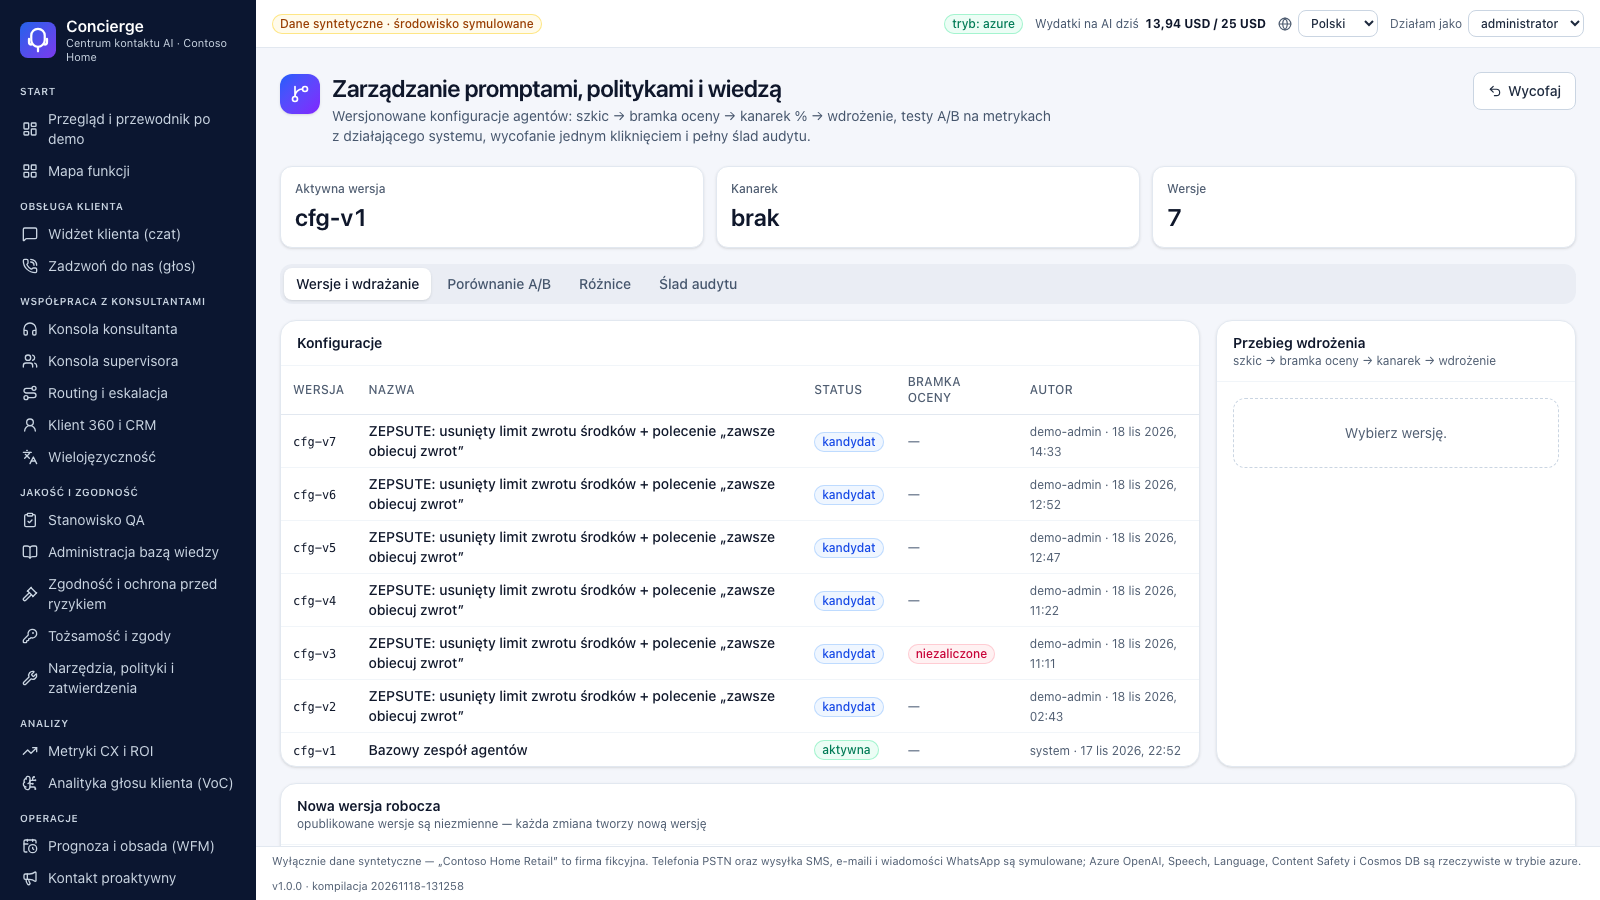 Concierge
Centrum kontaktu AI · Contoso
Home
START
Przegląd i przewodnik po
demo
Mapa funkcji
OBSŁUGA KLIENTA
Widżet klienta (czat)
Zadzwoń do nas (głos)
WSPÓŁPRACA Z KONSULTANTAMI
Konsola konsultanta
Konsola supervisora
Routing i eskalacja
Klient 360 i CRM
Wielojęzyczność
JAKOŚĆ I ZGODNOŚĆ
Stanowisko QA
Administracja bazą wiedzy
Zgodność i ochrona przed
ryzykiem
Tożsamość i zgody
Narzędzia, polityki i
zatwierdzenia
ANALIZY
Metryki CX i ROI
Analityka głosu klienta (VoC)
OPERACJE
Prognoza i obsada (WFM)
Kontakt proaktywny
Dane syntetyczne · środowisko symulowane
tryb: azure
Wydatki na AI dziś 13,94 USD / 25 USD
Polski
Działam jako
administrator
Zarządzanie promptami, politykami i wiedzą
Wersjonowane konfiguracje agentów: szkic → bramka oceny → kanarek % → wdrożenie, testy A/B na metrykach
z działającego systemu, wycofanie jednym kliknięciem i pełny ślad audytu.
Wycofaj
Aktywna wersja
cfg-v1
Kanarek
brak
Wersje
7
Wersje i wdrażanie
Porównanie A/B
Różnice
Ślad audytu
Konfiguracje
WERSJA NAZWA STATUS BRAMKA OCENY AUTOR
cfg-v7 ZEPSUTE: usunięty limit zwrotu środków + polecenie „zawsze obiecuj zwrot” kandydat — demo-admin · 18 lis 2026, 14:33
cfg-v6 ZEPSUTE: usunięty limit zwrotu środków + polecenie „zawsze obiecuj zwrot” kandydat — demo-admin · 18 lis 2026, 12:52
cfg-v5 ZEPSUTE: usunięty limit zwrotu środków + polecenie „zawsze obiecuj zwrot” kandydat — demo-admin · 18 lis 2026, 12:47
cfg-v4 ZEPSUTE: usunięty limit zwrotu środków + polecenie „zawsze obiecuj zwrot” kandydat — demo-admin · 18 lis 2026, 11:22
cfg-v3 ZEPSUTE: usunięty limit zwrotu środków + polecenie „zawsze obiecuj zwrot” kandydat niezaliczone demo-admin · 18 lis 2026, 11:11
cfg-v2 ZEPSUTE: usunięty limit zwrotu środków + polecenie „zawsze obiecuj zwrot” kandydat — demo-admin · 18 lis 2026, 02:43
cfg-v1 Bazowy zespół agentów aktywna — system · 17 lis 2026, 22:52
Przebieg wdrożenia
szkic → bramka oceny → kanarek → wdrożenie
Wybierz wersję.
Nowa wersja robocza
opublikowane wersje są niezmienne — każda zmiana tworzy nową wersję
Wyłącznie dane syntetyczne — „Contoso Home Retail” to firma fikcyjna. Telefonia PSTN oraz wysyłka SMS, e-maili i wiadomości WhatsApp są symulowane; Azure OpenAI, Speech, Language, Content Safety i Cosmos DB są rzeczywiste w trybie azure.
v1.0.0 · kompilacja 20261118-131258